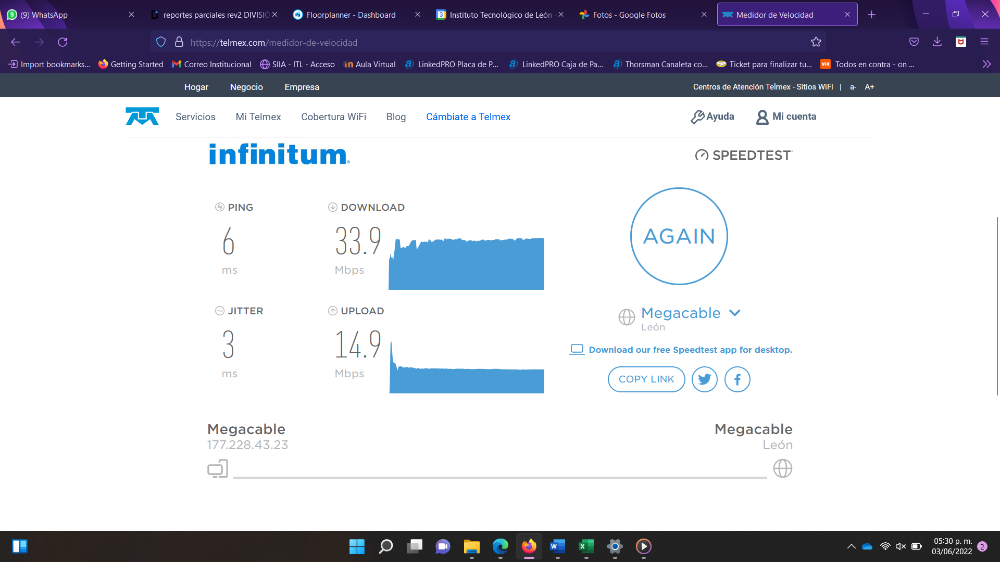 (9) WhatsApp
reportes parciales rev2 DIVISIÓ
Floorplanner - Dashboard
Instituto Tecnológico de León -
Fotos - Google Fotos
Medidor de Velocidad
https://telmex.com/medidor-de-velocidad
Import bookmarks...
Getting Started
Correo Institucional
SIIA - ITL - Acceso
Aula Virtual
LinkedPRO Placa de P...
LinkedPRO Caja de Pa...
Thorsman Canaleta co...
Ticket para finalizar tu...
Todos en contra - on ...
Hogar
Negocio
Empresa
Centros de Atención Telmex - Sitios WiFi | a- A+
Servicios
Mi Telmex
Cobertura WiFi
Blog
Cámbiate a Telmex
Ayuda
Mi cuenta
infinitum
SPEEDTEST
PING
6
ms
DOWNLOAD
33.9
Mbps
AGAIN
JITTER
3
ms
UPLOAD
14.9
Mbps
Megacable
León
Download our free Speedtest app for desktop.
COPY LINK
Megacable
177.228.43.23
Megacable
León
05:30 p. m.
03/06/2022
2